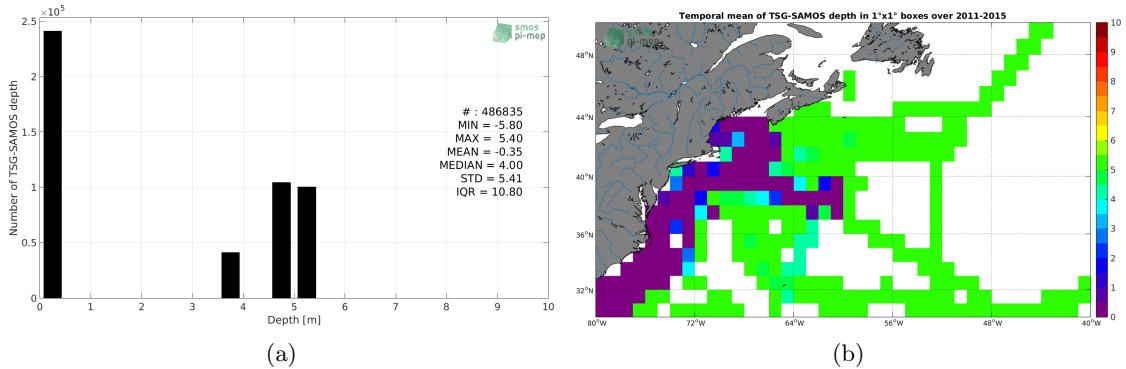 2.5
×10⁵
2
1.5
1
0.5
0
Number of TSG-SAMOS depth
0 1 2 3 4 5 6 7 8 9 10
Depth [m]
smos
pi-mep
# : 486835
MIN = -5.80
MAX = 5.40
MEAN = -0.35
MEDIAN = 4.00
STD = 5.41
IQR = 10.80
(a)
Temporal mean of TSG-SAMOS depth in 1°x1° boxes over 2011-2015
smos
pi-mep
48°N
44°N
40°N
36°N
32°N
80°W 72°W 64°W 56°W 48°W 40°W
10
9
8
7
6
5
4
3
2
1
0
(b)